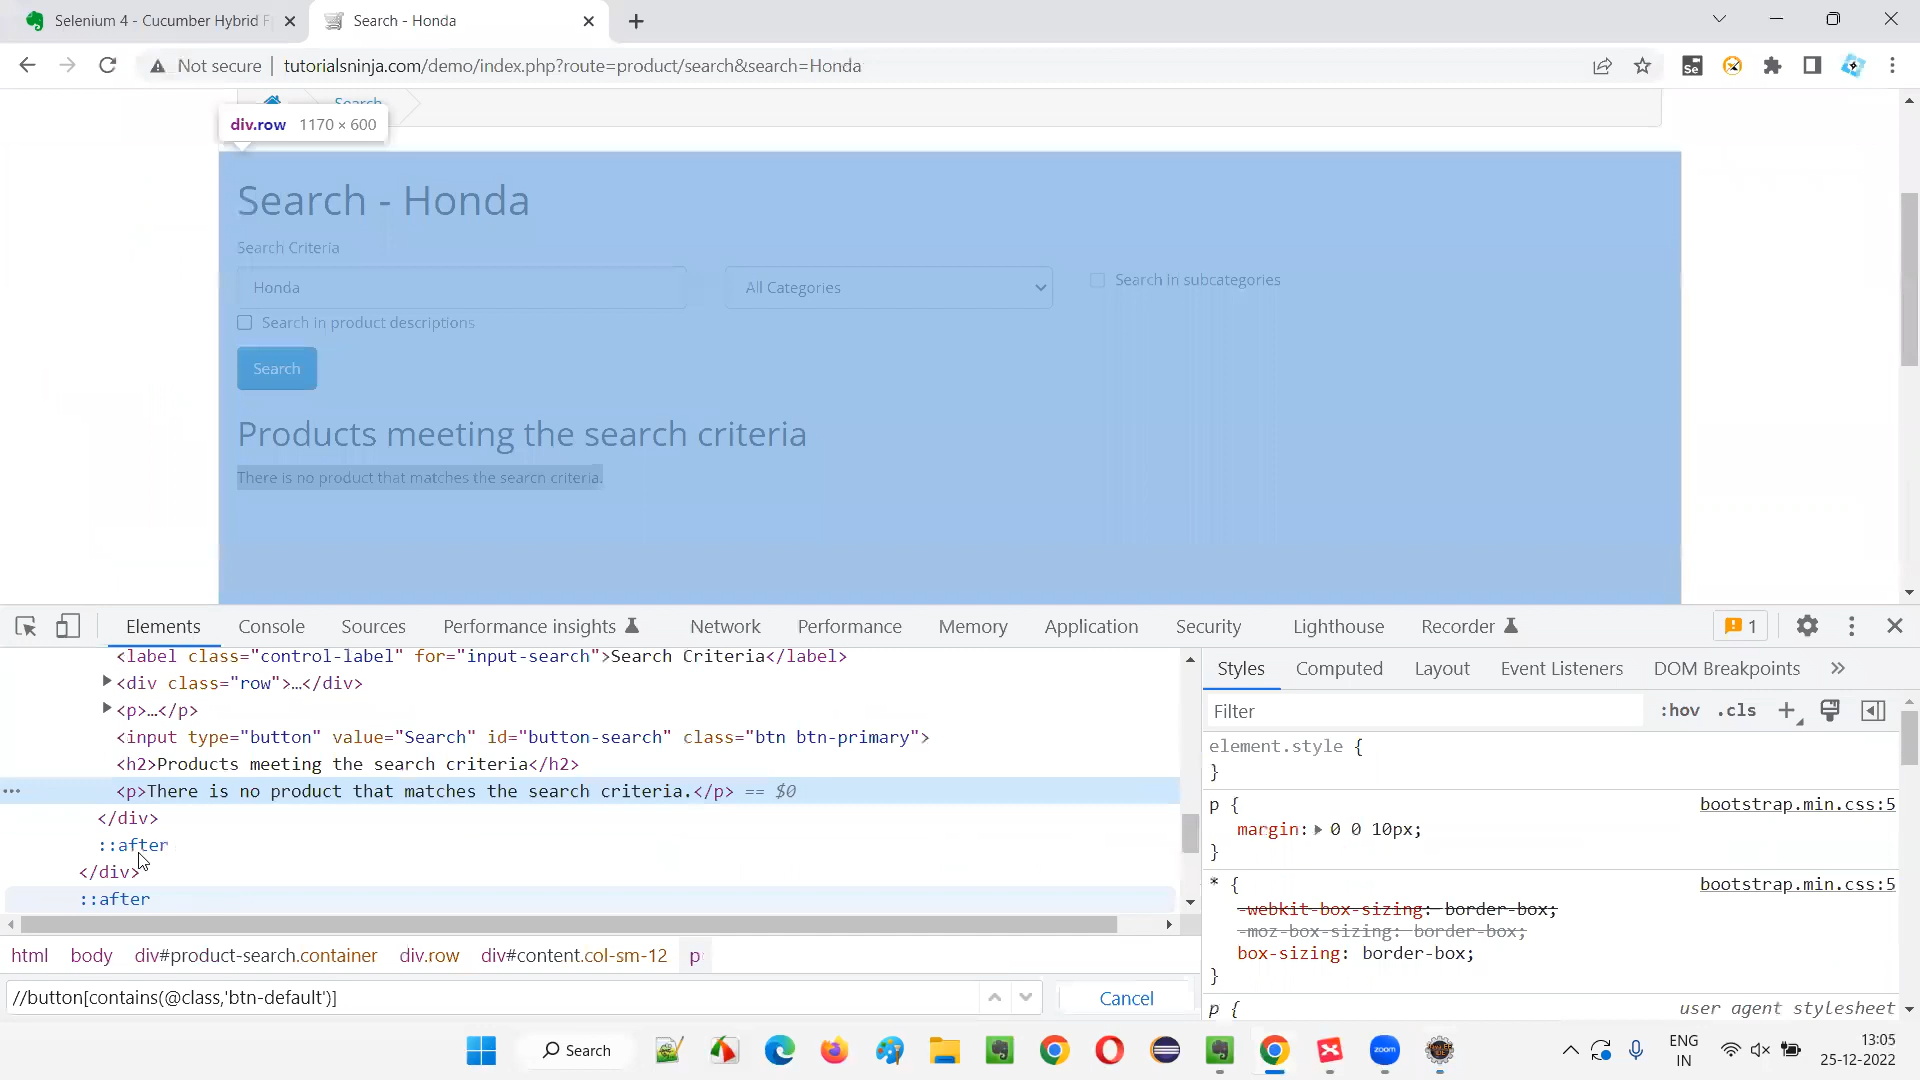 Selenium 4 - Cucumber Hybrid F
Search - Honda
Not secure
tutorialsninja.com/demo/index.php?route=product/search&search=Honda
Search
div.row 1170 × 600
Search - Honda
Search Criteria
Honda
All Categories
Search in subcategories
Search in product descriptions
Search
Products meeting the search criteria
There is no product that matches the search criteria.
Elements Console Sources Performance insights Network Performance Memory Application Security Lighthouse Recorder 1
<label class="control-label" for="input-search">Search Criteria</label>
<div class="row">…</div>
<p>…</p>
<input type="button" value="Search" id="button-search" class="btn btn-primary">
<h2>Products meeting the search criteria</h2>
<p>There is no product that matches the search criteria.</p> == $0
</div>
::after
</div>
::after
html body div#product-search.container div.row div#content.col-sm-12 p
//button[contains(@class,'btn-default')]
Cancel
Styles Computed Layout Event Listeners DOM Breakpoints
Filter
:hov .cls
element.style {
}
p { bootstrap.min.css:5
margin: 0 0 10px;
}
* { bootstrap.min.css:5
-webkit-box-sizing: border-box;
-moz-box-sizing: border-box;
box-sizing: border-box;
}
p { user agent stylesheet
Search
zoom
ENG
IN
13:05
25-12-2022